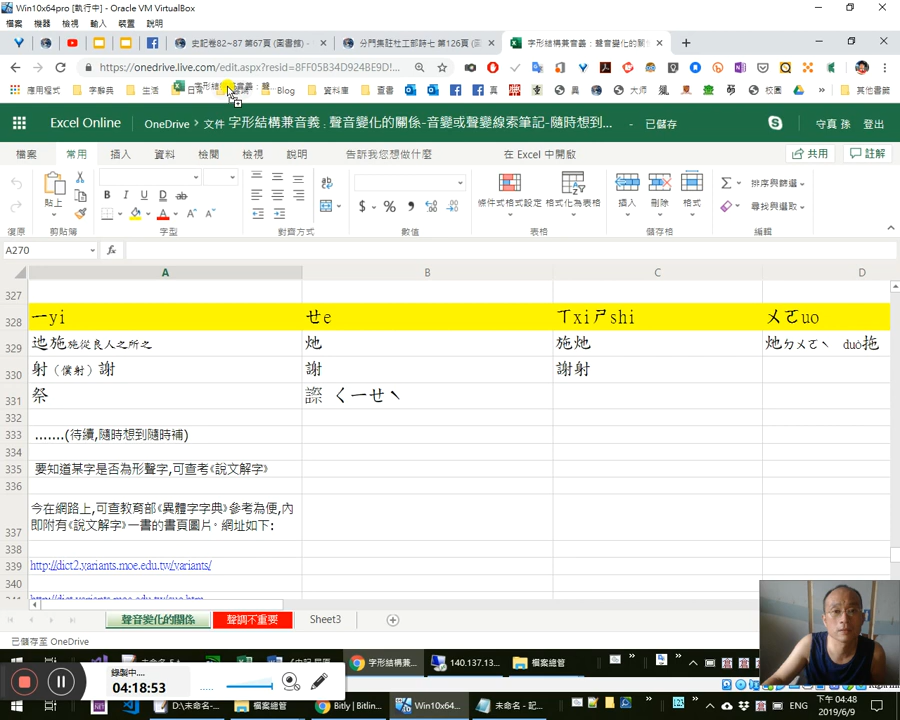 Win10x64pro [執行中] - Oracle VM VirtualBox
檔案 機器 檢視 輸入 裝置 說明
史記卷82~87 第67頁 (圖書館) -
分門集註杜工部詩七 第126頁 (
字形結構兼音義：聲音變化的關
https://onedrive.live.com/edit.aspx?resid=8FF05B34D924BE9D!...
應用程式 字辭典 生活 日常 Blog 資料庫 查書 大師 校園 其他書籤
Excel Online OneDrive 文件 字形結構兼音義：聲音變化的關係-音變或聲變線索筆記-隨時想到... - 已儲存 守真 孫 登出
檔案 常用 插入 資料 檢閱 檢視 說明 告訴我您想做什麼 在 Excel 中開啟 共用 註解
貼上 條件式格式設定 格式化為表格 插入 刪除 格式 排序與篩選 尋找與選取
復原 剪貼簿 字型 對齊方式 數值 表格 儲存格 編輯
A270 fx
A B C D
327
328 ㄧyi ㄝe ㄒxiㄕshi ㄨㄛuo
329 迆施施從良人之所之 灺 施灺 灺ㄉㄨㄛˋ duò拖
330 射（僕射）謝 謝 謝射
331 祭 ㄑㄧㄝˋ
332
333 .......(待續,隨時想到隨時補)
334
335 要知道某字是否為形聲字,可查考《說文解字》
336
今在網路上,可查教育部《異體字字典》參考為便,內
337 即附有《說文解字》一書的書頁圖片。網址如下:
338
339 http://dict2.variants.moe.edu.tw/variants/
340
聲音變化的關係 聲調不重要 Sheet3
已儲存至 OneDrive
字形結構兼... 140.137.13... 檔案總管
錄製中...
04:18:53
D:\未命名-... 檔案總管 Bitly | Bitlin... Win10x64... 未命名 - 記... ENG
下午 04:48
2019/6/9